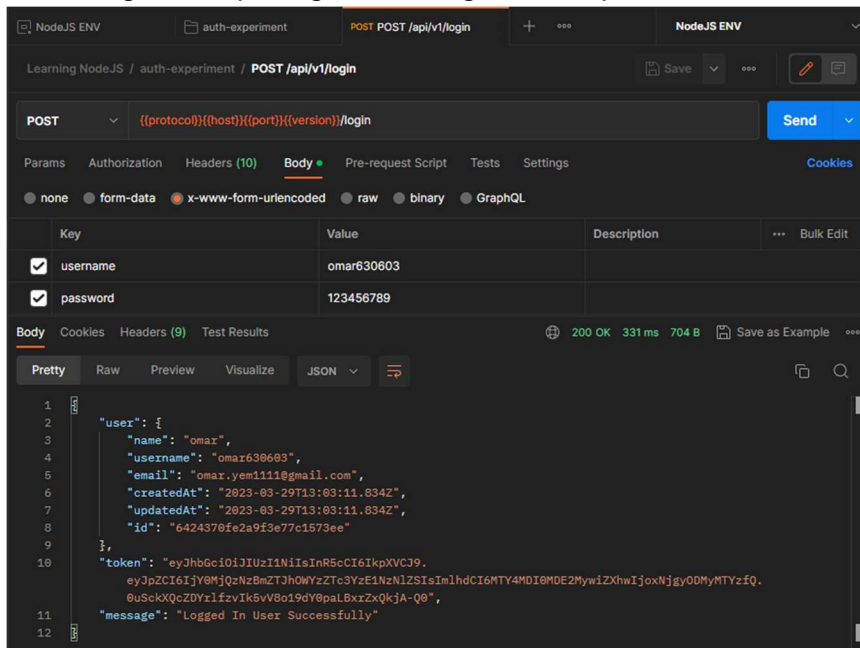 NodeJS ENV
auth-experiment
POST POST /api/v1/login
NodeJS ENV
Learning NodeJS / auth-experiment / POST /api/v1/login
Save
POST
{{protocol}}{{host}}{{port}}{{version}}/login
Send
Params Authorization Headers (10) Body Pre-request Script Tests Settings Cookies
none form-data x-www-form-urlencoded raw binary GraphQL
Key Value Description Bulk Edit
username omar630603
password 123456789
Body Cookies Headers (9) Test Results 200 OK 331 ms 704 B Save as Example
Pretty Raw Preview Visualize JSON
1 {
2 "user": {
3 "name": "omar",
4 "username": "omar630603",
5 "email": "omar.yem1111@gmail.com",
6 "createdAt": "2023-03-29T13:03:11.834Z",
7 "updatedAt": "2023-03-29T13:03:11.834Z",
8 "id": "6424370fe2a9f3e77c1573ee"
9 },
10 "token": "eyJhbGciOiJIUzI1NiIsInR5cCI6IkpXVCJ9.
eyJpZCI6IjY0MjQzNzBmZTJhOWYzZTc3YzE1NzNlZSIsImlhdCI6MTY4MDI0MDE2MywiZXhwIjoxNjgyODMyMTYzfQ.
0uSckXQcZDYrlfzvIk5vV8o19dY0paLBxrZxQkjA-Q0",
11 "message": "Logged In User Successfully"
12 }